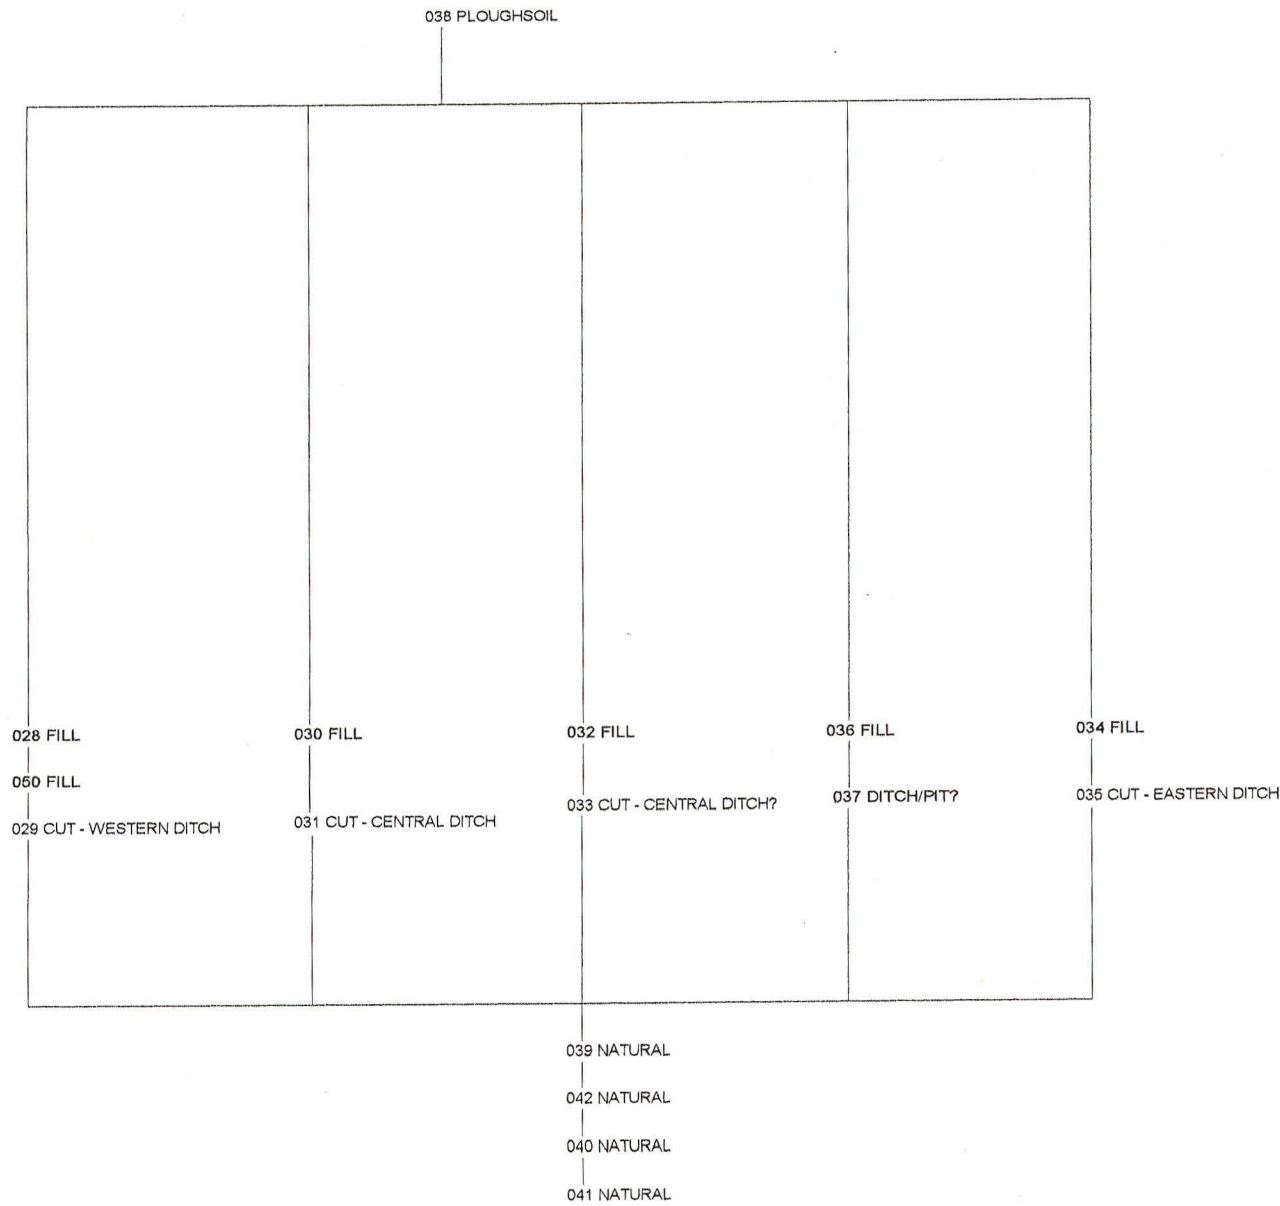 038 PLOUGHSOIL
028 FILL
030 FILL
032 FILL
036 FILL
034 FILL
050 FILL
029 CUT - WESTERN DITCH
031 CUT - CENTRAL DITCH
033 CUT - CENTRAL DITCH?
037 DITCH/PIT?
035 CUT - EASTERN DITCH
039 NATURAL
042 NATURAL
040 NATURAL
041 NATURAL